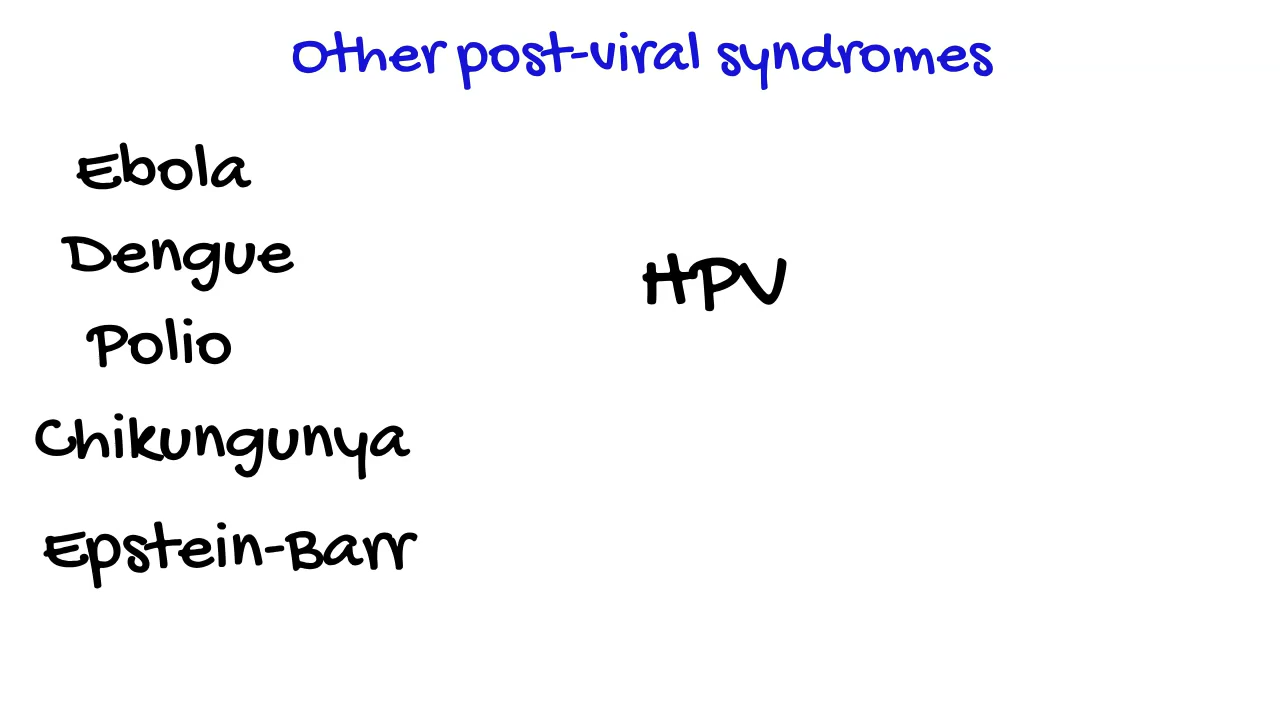 Other post-viral syndromes
Ebola
Dengue
Polio
Chikungunya
Epstein-Barr
HPV